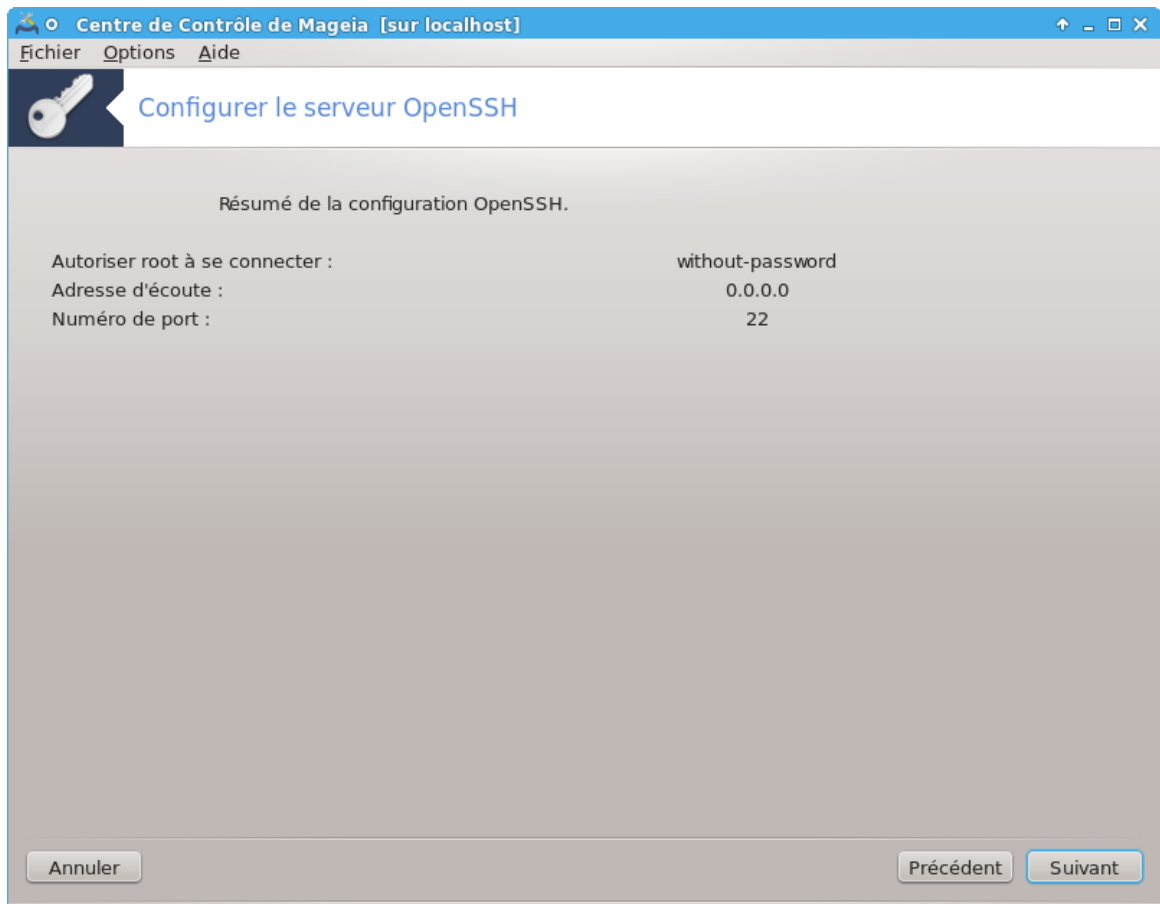 Centre de Contrôle de Mageia [sur localhost]
Fichier Options Aide
Configurer le serveur OpenSSH
Résumé de la configuration OpenSSH.
Autoriser root à se connecter : without-password
Adresse d'écoute : 0.0.0.0
Numéro de port : 22
Annuler Précédent Suivant